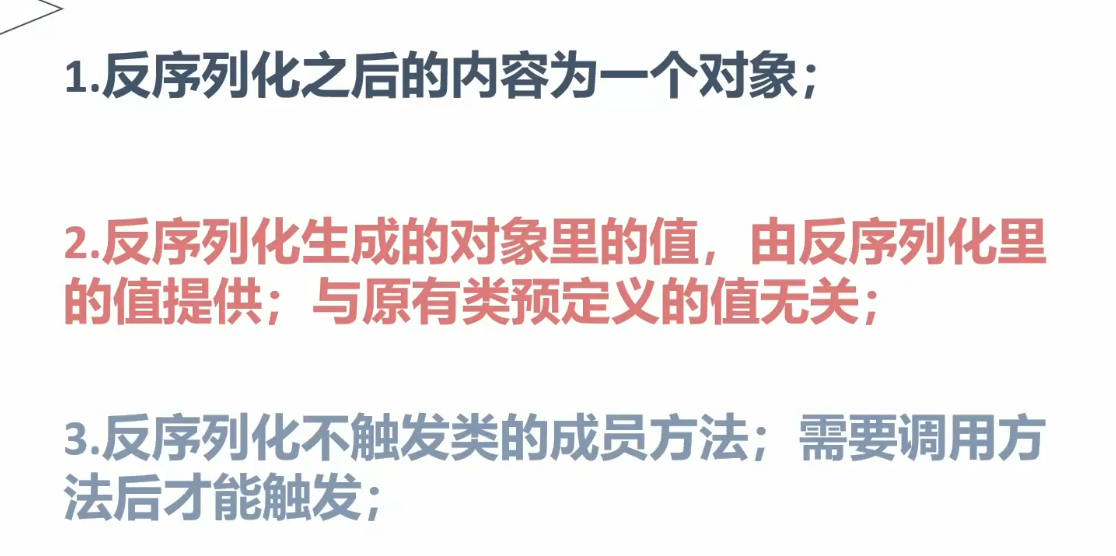 1.反序列化之后的内容为一个对象；
2.反序列化生成的对象里的值，由反序列化里
的值提供；与原有类预定义的值无关；
3.反序列化不触发类的成员方法；需要调用方
法后才能触发；